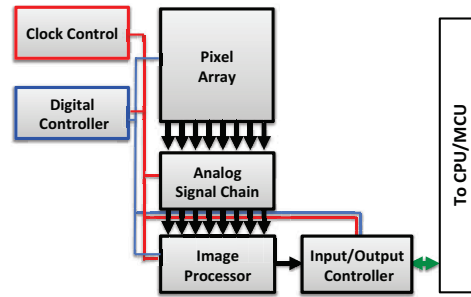 Clock Control
Pixel
Array
Digital
Controller
Analog
Signal Chain
Image
Processor
Input/Output
Controller
To CPU/MCU